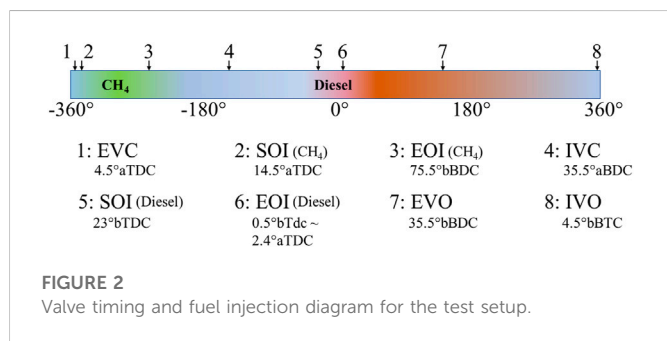 1 2 3 4 5 6 7 8
CH₄ Diesel
-360° -180° 0° 180° 360°
1: EVC 2: SOI (CH₄) 3: EOI (CH₄) 4: IVC
4.5°aTDC 14.5°aTDC 75.5°bBDC 35.5°aBDC
5: SOI (Diesel) 6: EOI (Diesel) 7: EVO 8: IVO
23°bTDC 0.5°bTdc ~ 35.5°bBDC 4.5°bBTC
2.4°aTDC
FIGURE 2
Valve timing and fuel injection diagram for the test setup.